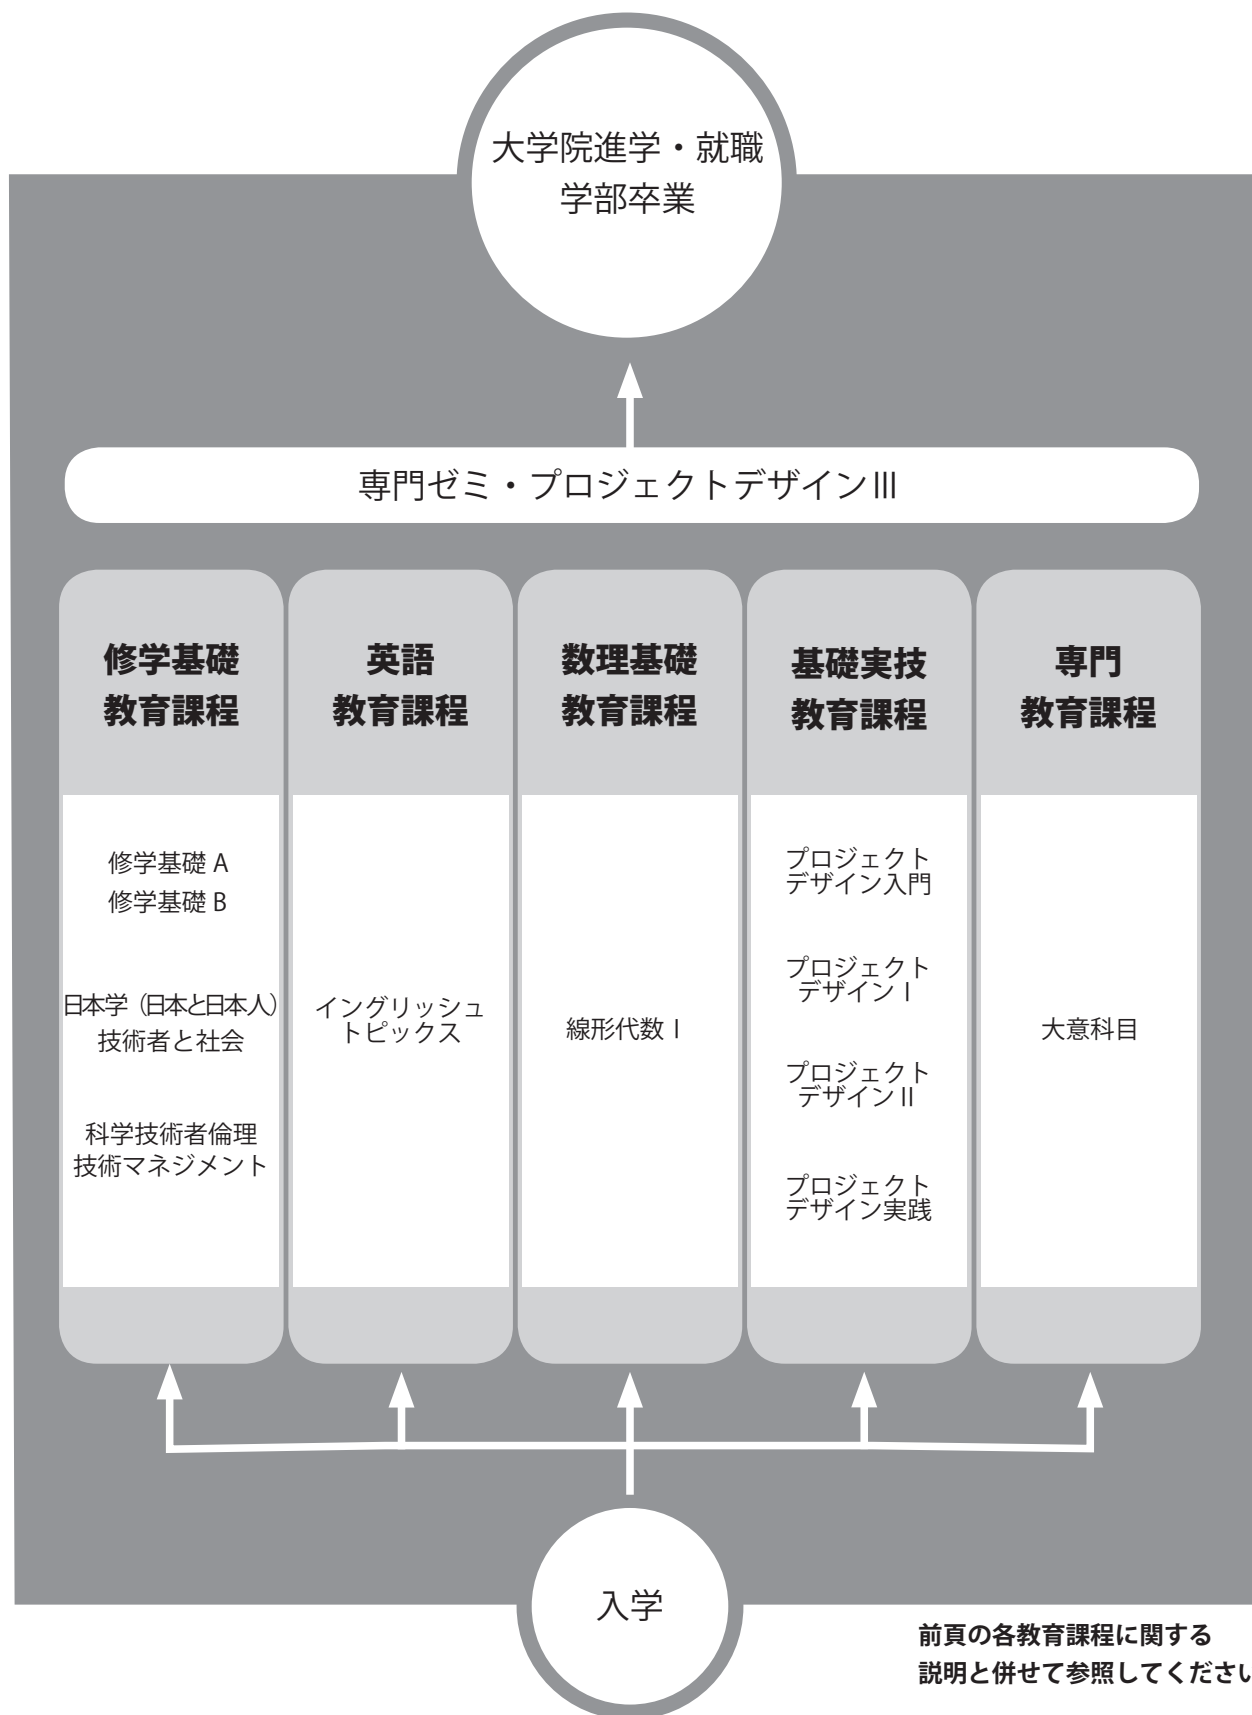 大学院進学・就職
学部卒業
専門ゼミ・プロジェクトデザインⅢ
修学基礎
教育課程
修学基礎 A
修学基礎 B
日本学（日本と日本人）
技術者と社会
科学技術者倫理
技術マネジメント
英語
教育課程
イングリッシュ
トピックス
数理基礎
教育課程
線形代数Ⅰ
基礎実技
教育課程
プロジェクト
デザイン入門
プロジェクト
デザインⅠ
プロジェクト
デザインⅡ
プロジェクト
デザイン実践
専門
教育課程
大意科目
入学
前頁の各教育課程に関する
説明と併せて参照してください